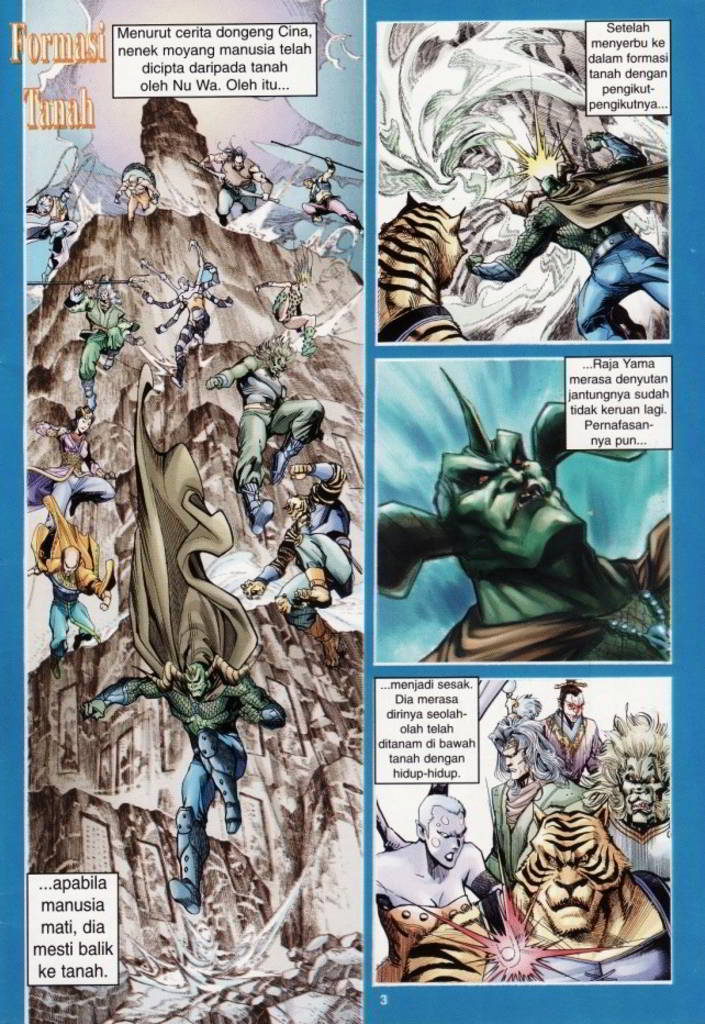 Formasi
Tanah
Menurut cerita dongeng Cina,
nenek moyang manusia telah
dicipta daripada tanah
oleh Nu Wa. Oleh itu...
...apabila
manusia
mati, dia
mesti balik
ke tanah.
Setelah
menyerbu ke
dalam formasi
tanah dengan
pengikut-
pengikutnya...
...Raja Yama
merasa denyutan
jantungnya sudah
tidak keruan lagi.
Pernafasan-
nya pun...
...menjadi sesak.
Dia merasa
dirinya seolah-
olah telah
ditanam di bawah
tanah dengan
hidup-hidup.
3